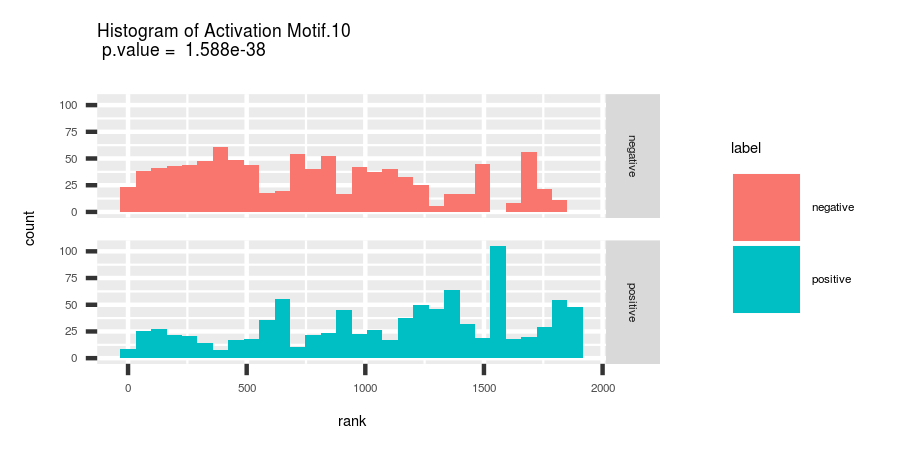 Histogram of Activation Motif.10
p.value = 1.588e-38
100
75
50
25
0
negative
100
75
50
25
0
positive
0 500 1000 1500 2000
rank
count
label
negative
positive